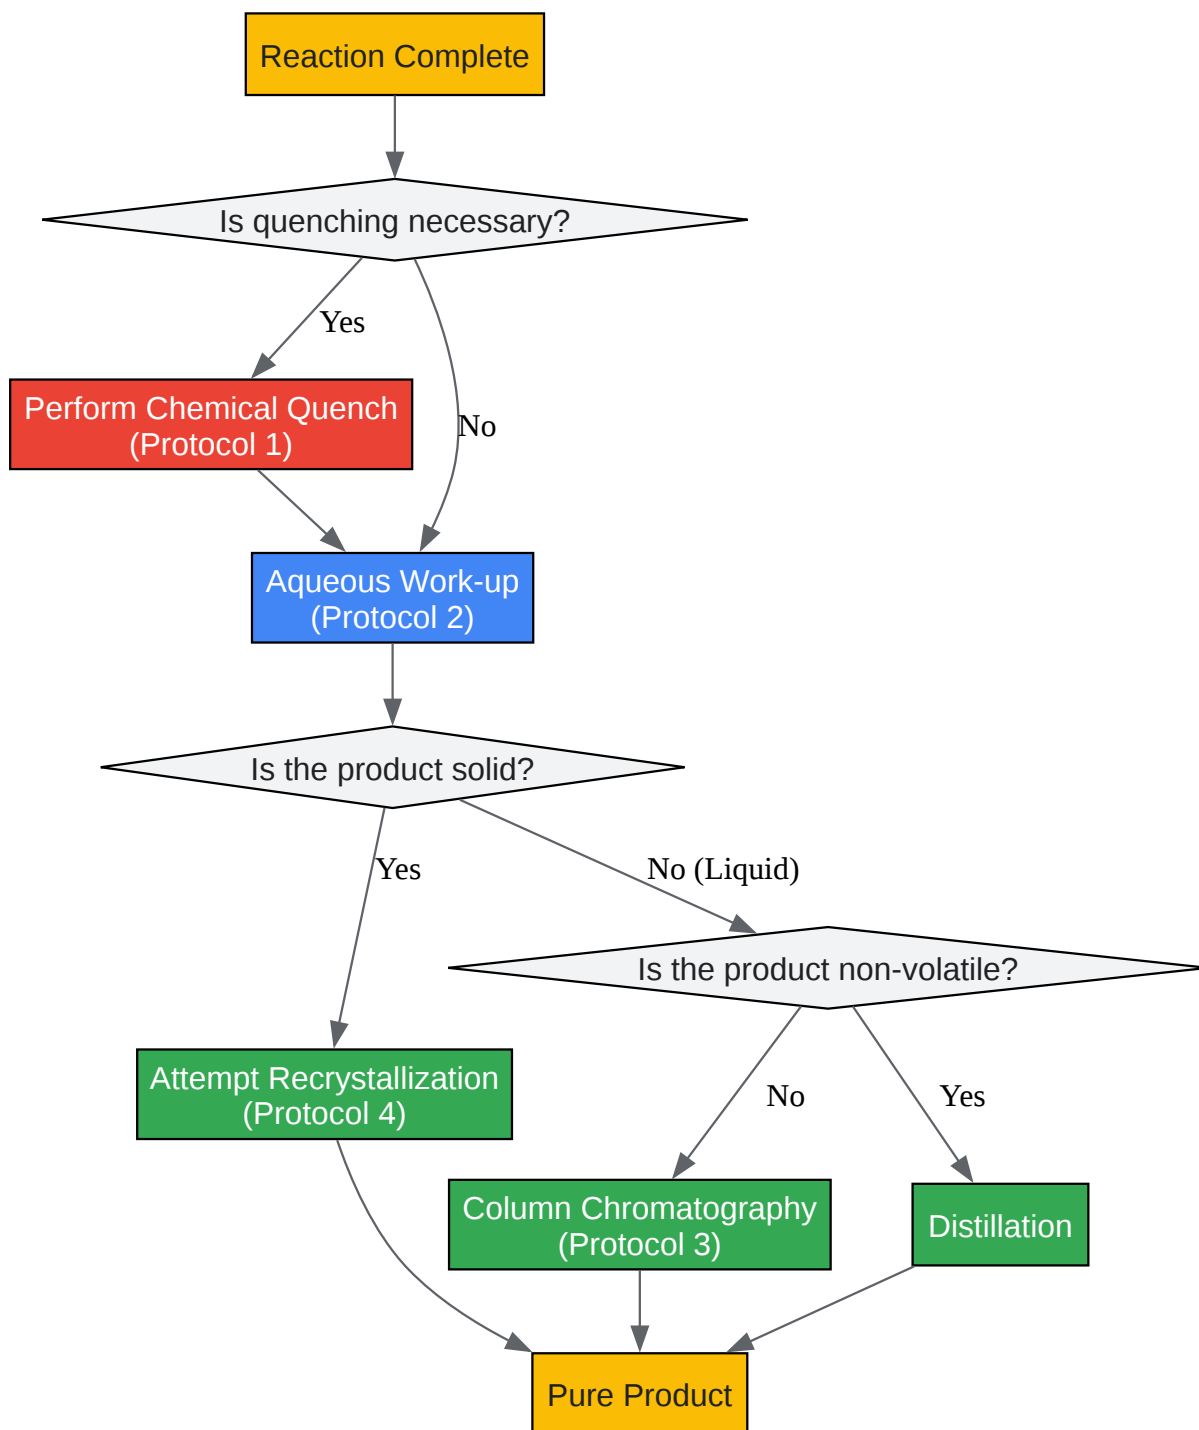 Reaction Complete
Is quenching necessary?
Yes
Perform Chemical Quench
(Protocol 1)
No
Aqueous Work-up
(Protocol 2)
Is the product solid?
Yes
No (Liquid)
Is the product non-volatile?
Attempt Recrystallization
(Protocol 4)
No
Yes
Column Chromatography
(Protocol 3)
Distillation
Pure Product